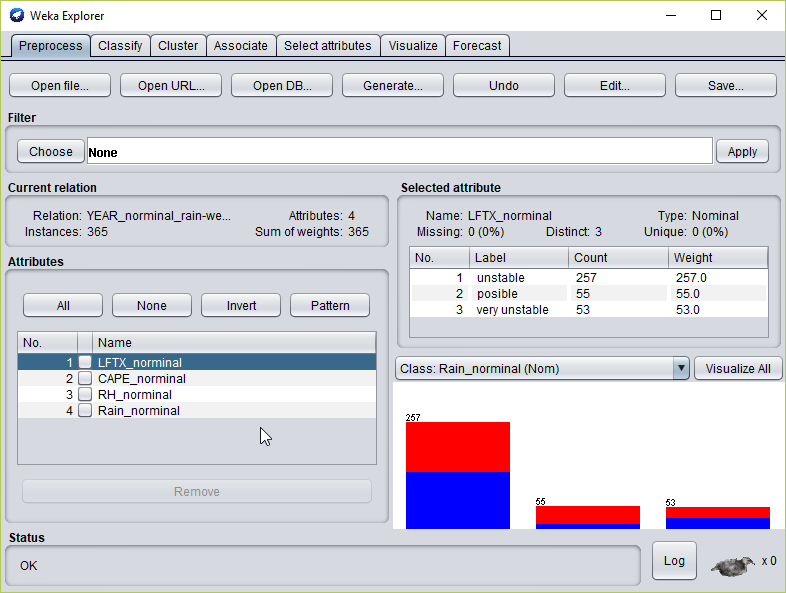 Weka Explorer
Preprocess Classify Cluster Associate Select attributes Visualize Forecast
Open file... Open URL... Open DB... Generate... Undo Edit... Save...
Filter
Choose None Apply
Current relation
Relation: YEAR_norminal_rain-we... Attributes: 4
Instances: 365 Sum of weights: 365
Attributes
All None Invert Pattern
No. Name
1 LFTX_norminal
2 CAPE_norminal
3 RH_norminal
4 Rain_norminal
Remove
Selected attribute
Name: LFTX_norminal Type: Nominal
Missing: 0 (0%) Distinct: 3 Unique: 0 (0%)
No. Label Count Weight
1 unstable 257 257.0
2 posible 55 55.0
3 very unstable 53 53.0
Class: Rain_norminal (Nom) Visualize All
257
55
53
Status
OK
Log x 0